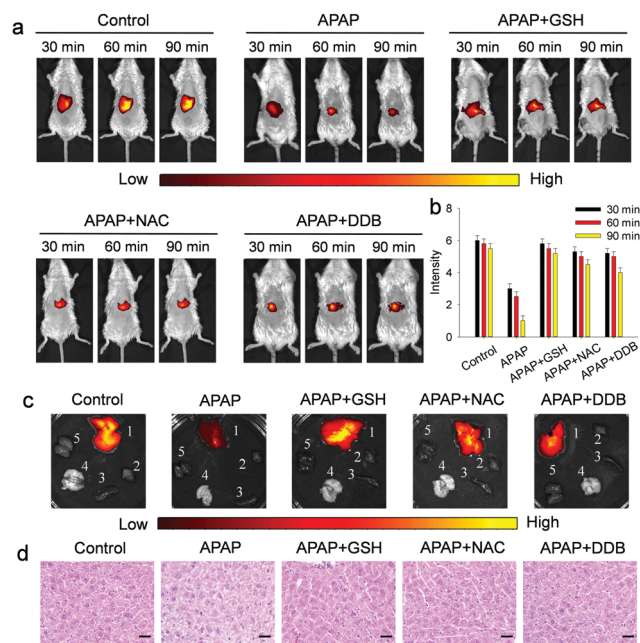 a
Control APAP APAP+GSH
30 min 60 min 90 min 30 min 60 min 90 min 30 min 60 min 90 min
Low High
APAP+NAC APAP+DDB
30 min 60 min 90 min 30 min 60 min 90 min
b
30 min
60 min
90 min
Intensity
8
6
4
2
0
Control APAP APAP+GSH APAP+NAC APAP+DDB
c
Control APAP APAP+GSH APAP+NAC APAP+DDB
1 2 3 4 5 1 2 3 4 5 1 2 3 4 5 1 2 3 4 5 1 2 3 4 5
Low High
d
Control APAP APAP+GSH APAP+NAC APAP+DDB